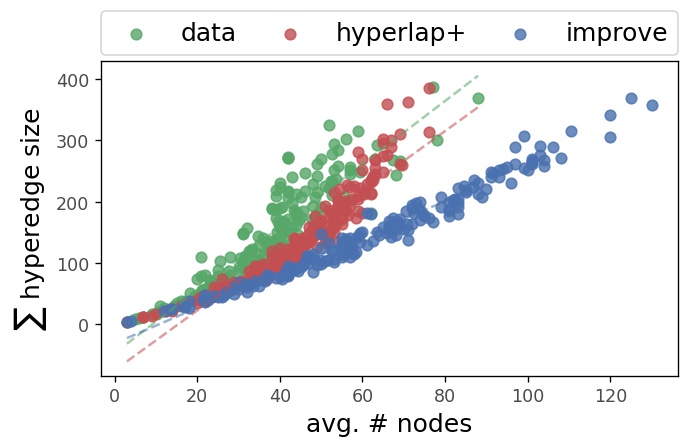 data hyperlap+ improve
400
300
200
100
0
∑ hyperedge size
0 20 40 60 80 100 120
avg. # nodes